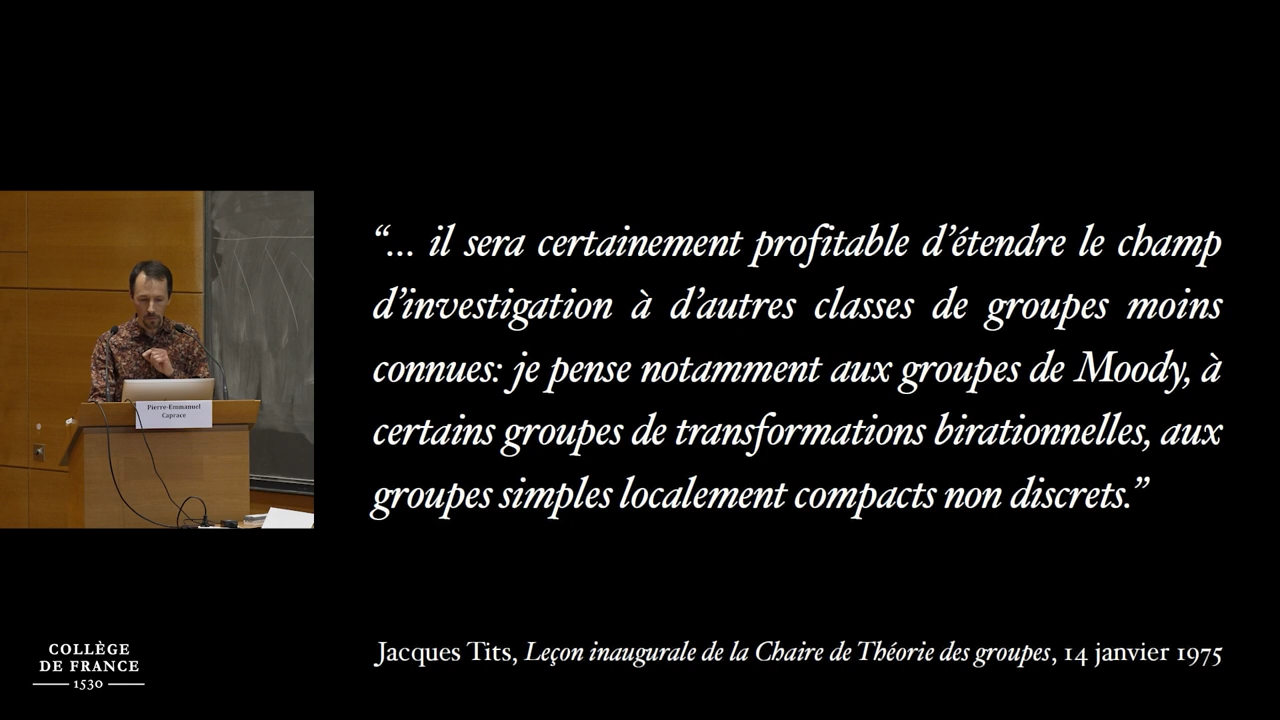 “... il sera certainement profitable d’étendre le champ
d’investigation à d’autres classes de groupes moins
connues: je pense notamment aux groupes de Moody, à
certains groupes de transformations birationnelles, aux
groupes simples localement compacts non discrets.”
Pierre-Emmanuel
Caprace
Jacques Tits, Leçon inaugurale de la Chaire de Théorie des groupes, 14 janvier 1975
COLLÈGE
DE FRANCE
1530